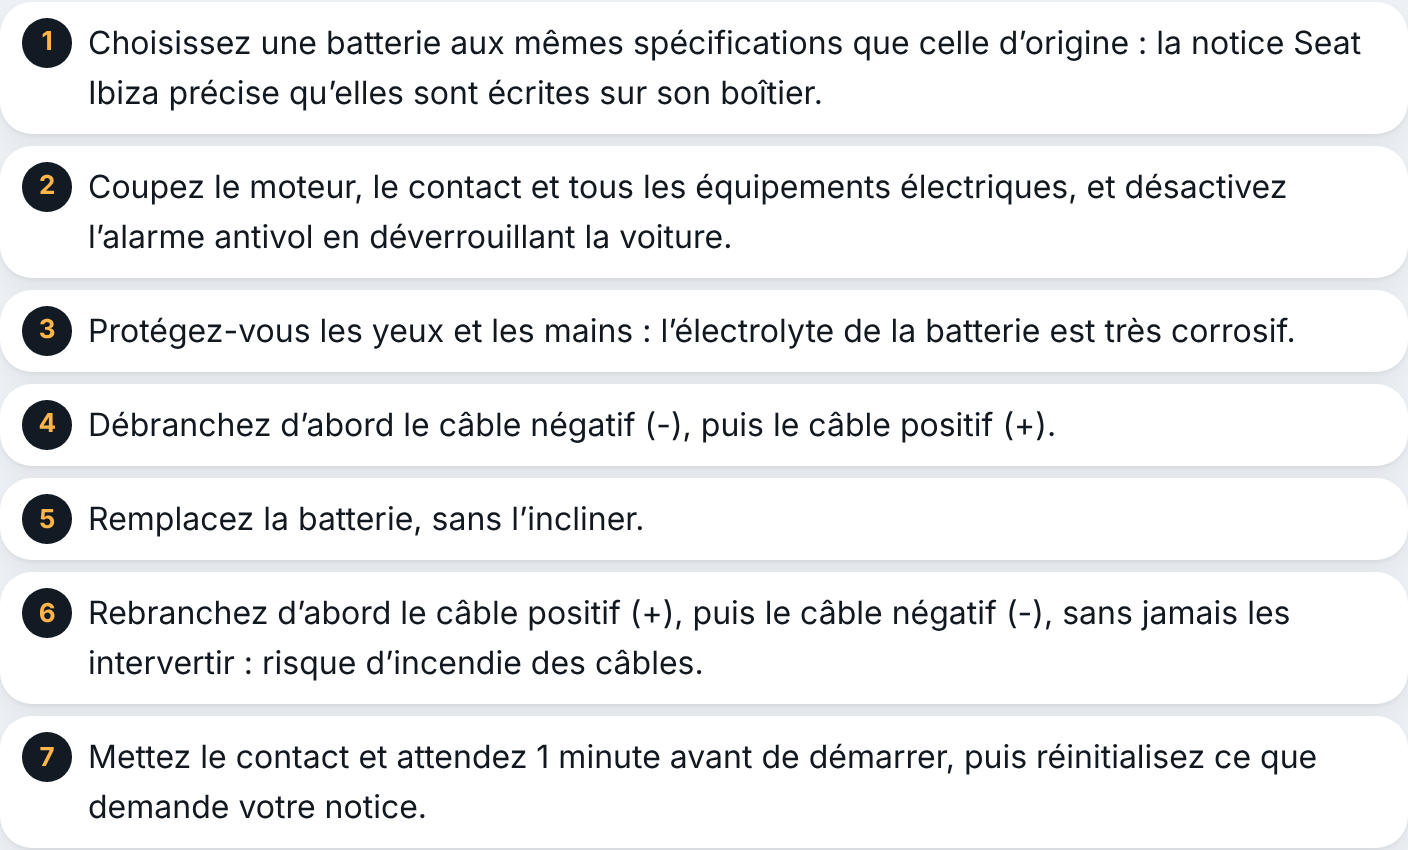 1 Choisissez une batterie aux mêmes spécifications que celle d’origine : la notice Seat
Ibiza précise qu’elles sont écrites sur son boîtier.
2 Coupez le moteur, le contact et tous les équipements électriques, et désactivez
l’alarme antivol en déverrouillant la voiture.
3 Protégez-vous les yeux et les mains : l’électrolyte de la batterie est très corrosif.
4 Débranchez d’abord le câble négatif (-), puis le câble positif (+).
5 Remplacez la batterie, sans l’incliner.
6 Rebranchez d’abord le câble positif (+), puis le câble négatif (-), sans jamais les
intervertir : risque d’incendie des câbles.
7 Mettez le contact et attendez 1 minute avant de démarrer, puis réinitialisez ce que
demande votre notice.